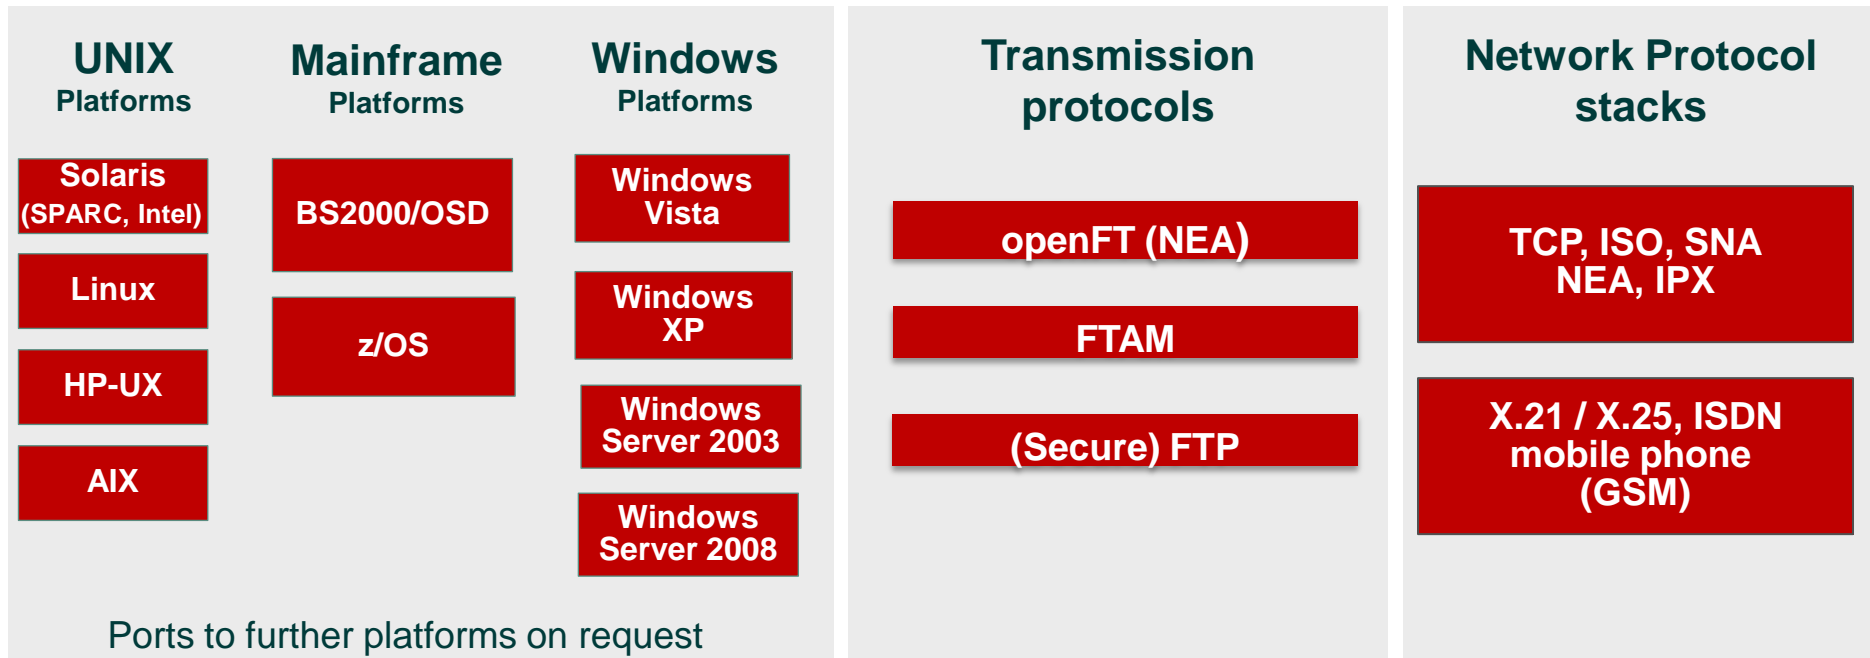 UNIX
Platforms
Solaris
(SPARC, Intel)
Linux
HP-UX
AIX
Mainframe
Platforms
BS2000/OSD
z/OS
Windows
Platforms
Windows
Vista
Windows
XP
Windows
Server 2003
Windows
Server 2008
Ports to further platforms on request
Transmission
protocols
openFT (NEA)
FTAM
(Secure) FTP
Network Protocol
stacks
TCP, ISO, SNA
NEA, IPX
X.21 / X.25, ISDN
mobile phone
(GSM)